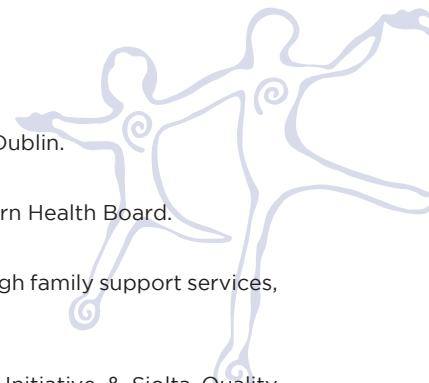 Dublin.
rn Health Board.
gh family support services,
Initiative & Siolta Quality